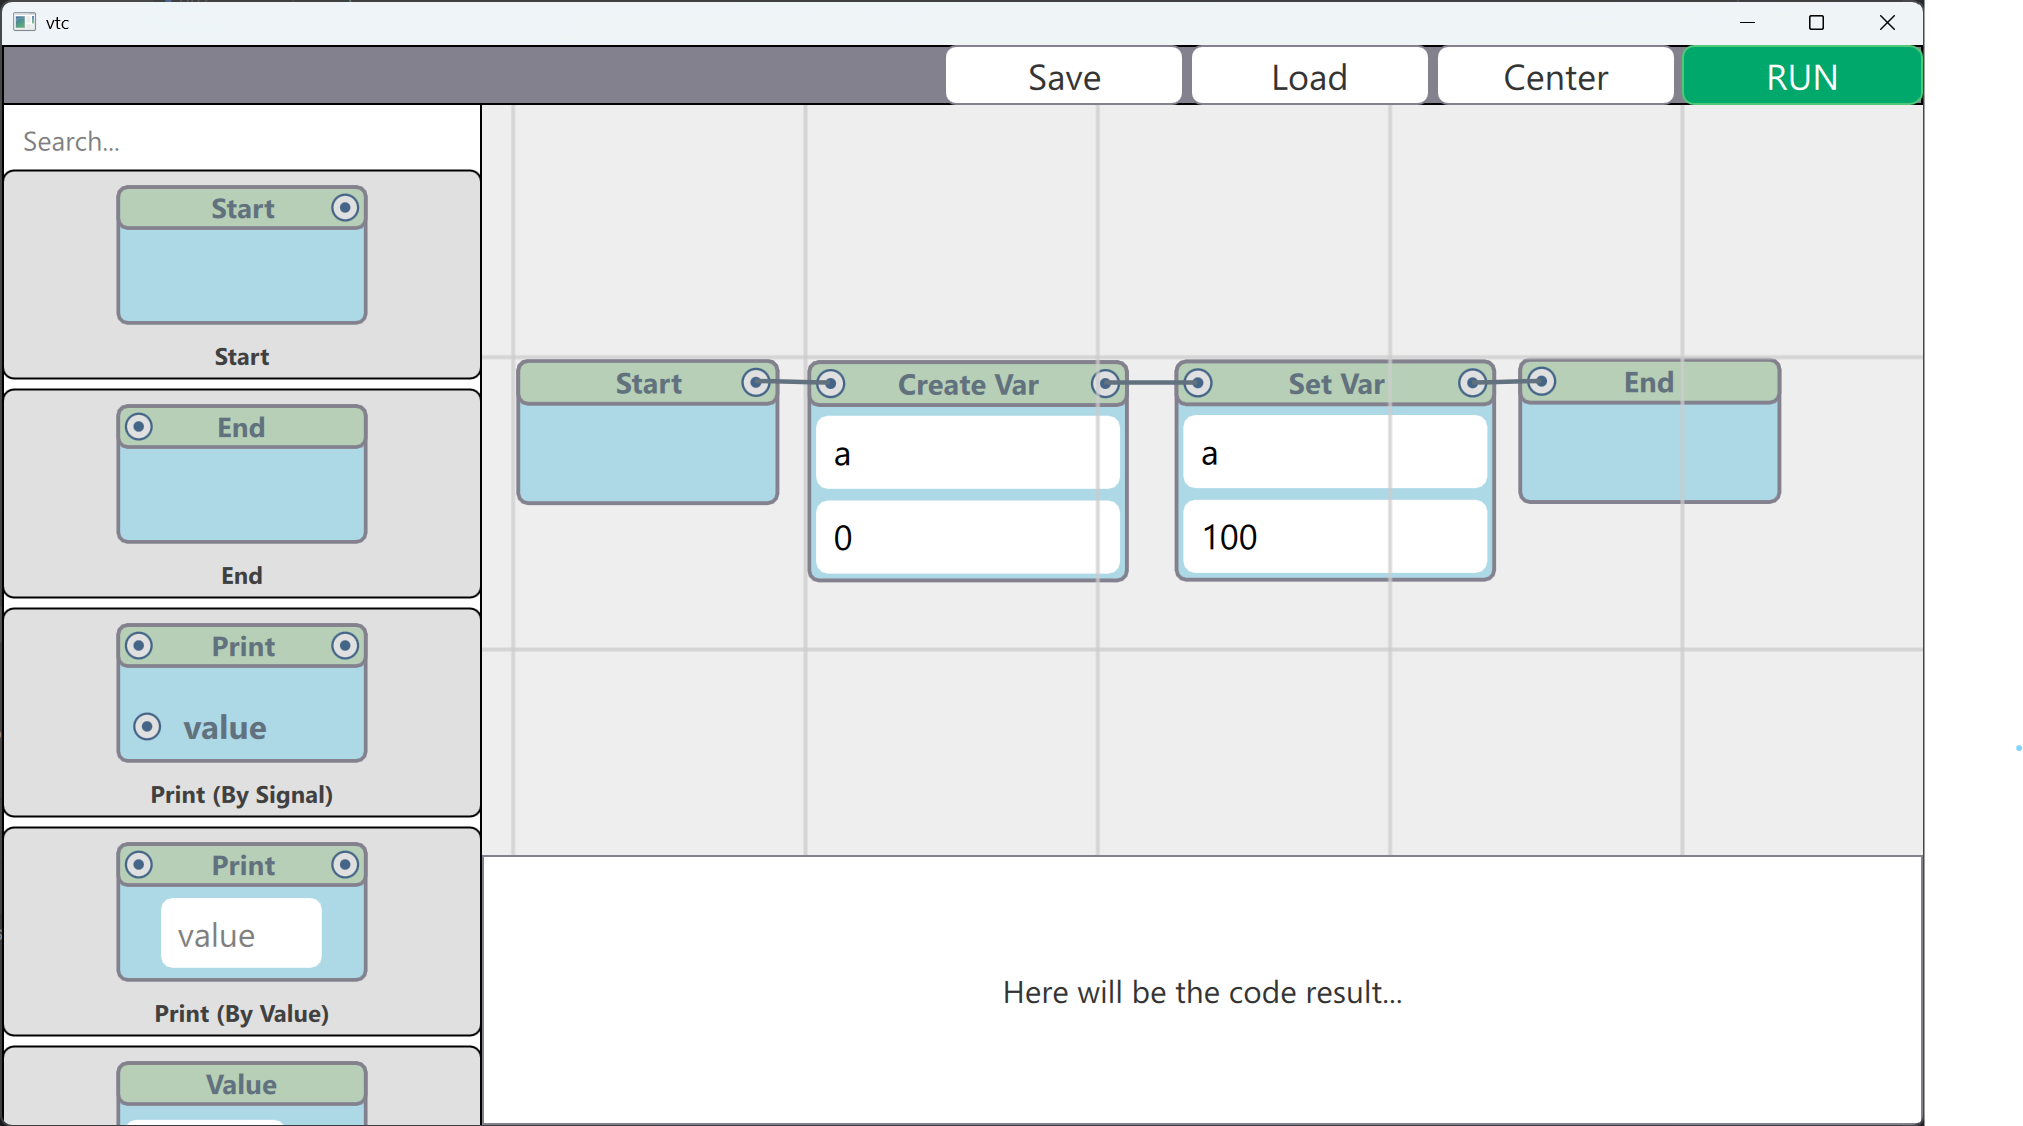 vtc
Save
Load
Center
RUN
Search...
Start
Start
End
End
Print
value
Print (By Signal)
Print
value
Print (By Value)
Value
Start
Create Var
a
0
Set Var
a
100
End
Here will be the code result...